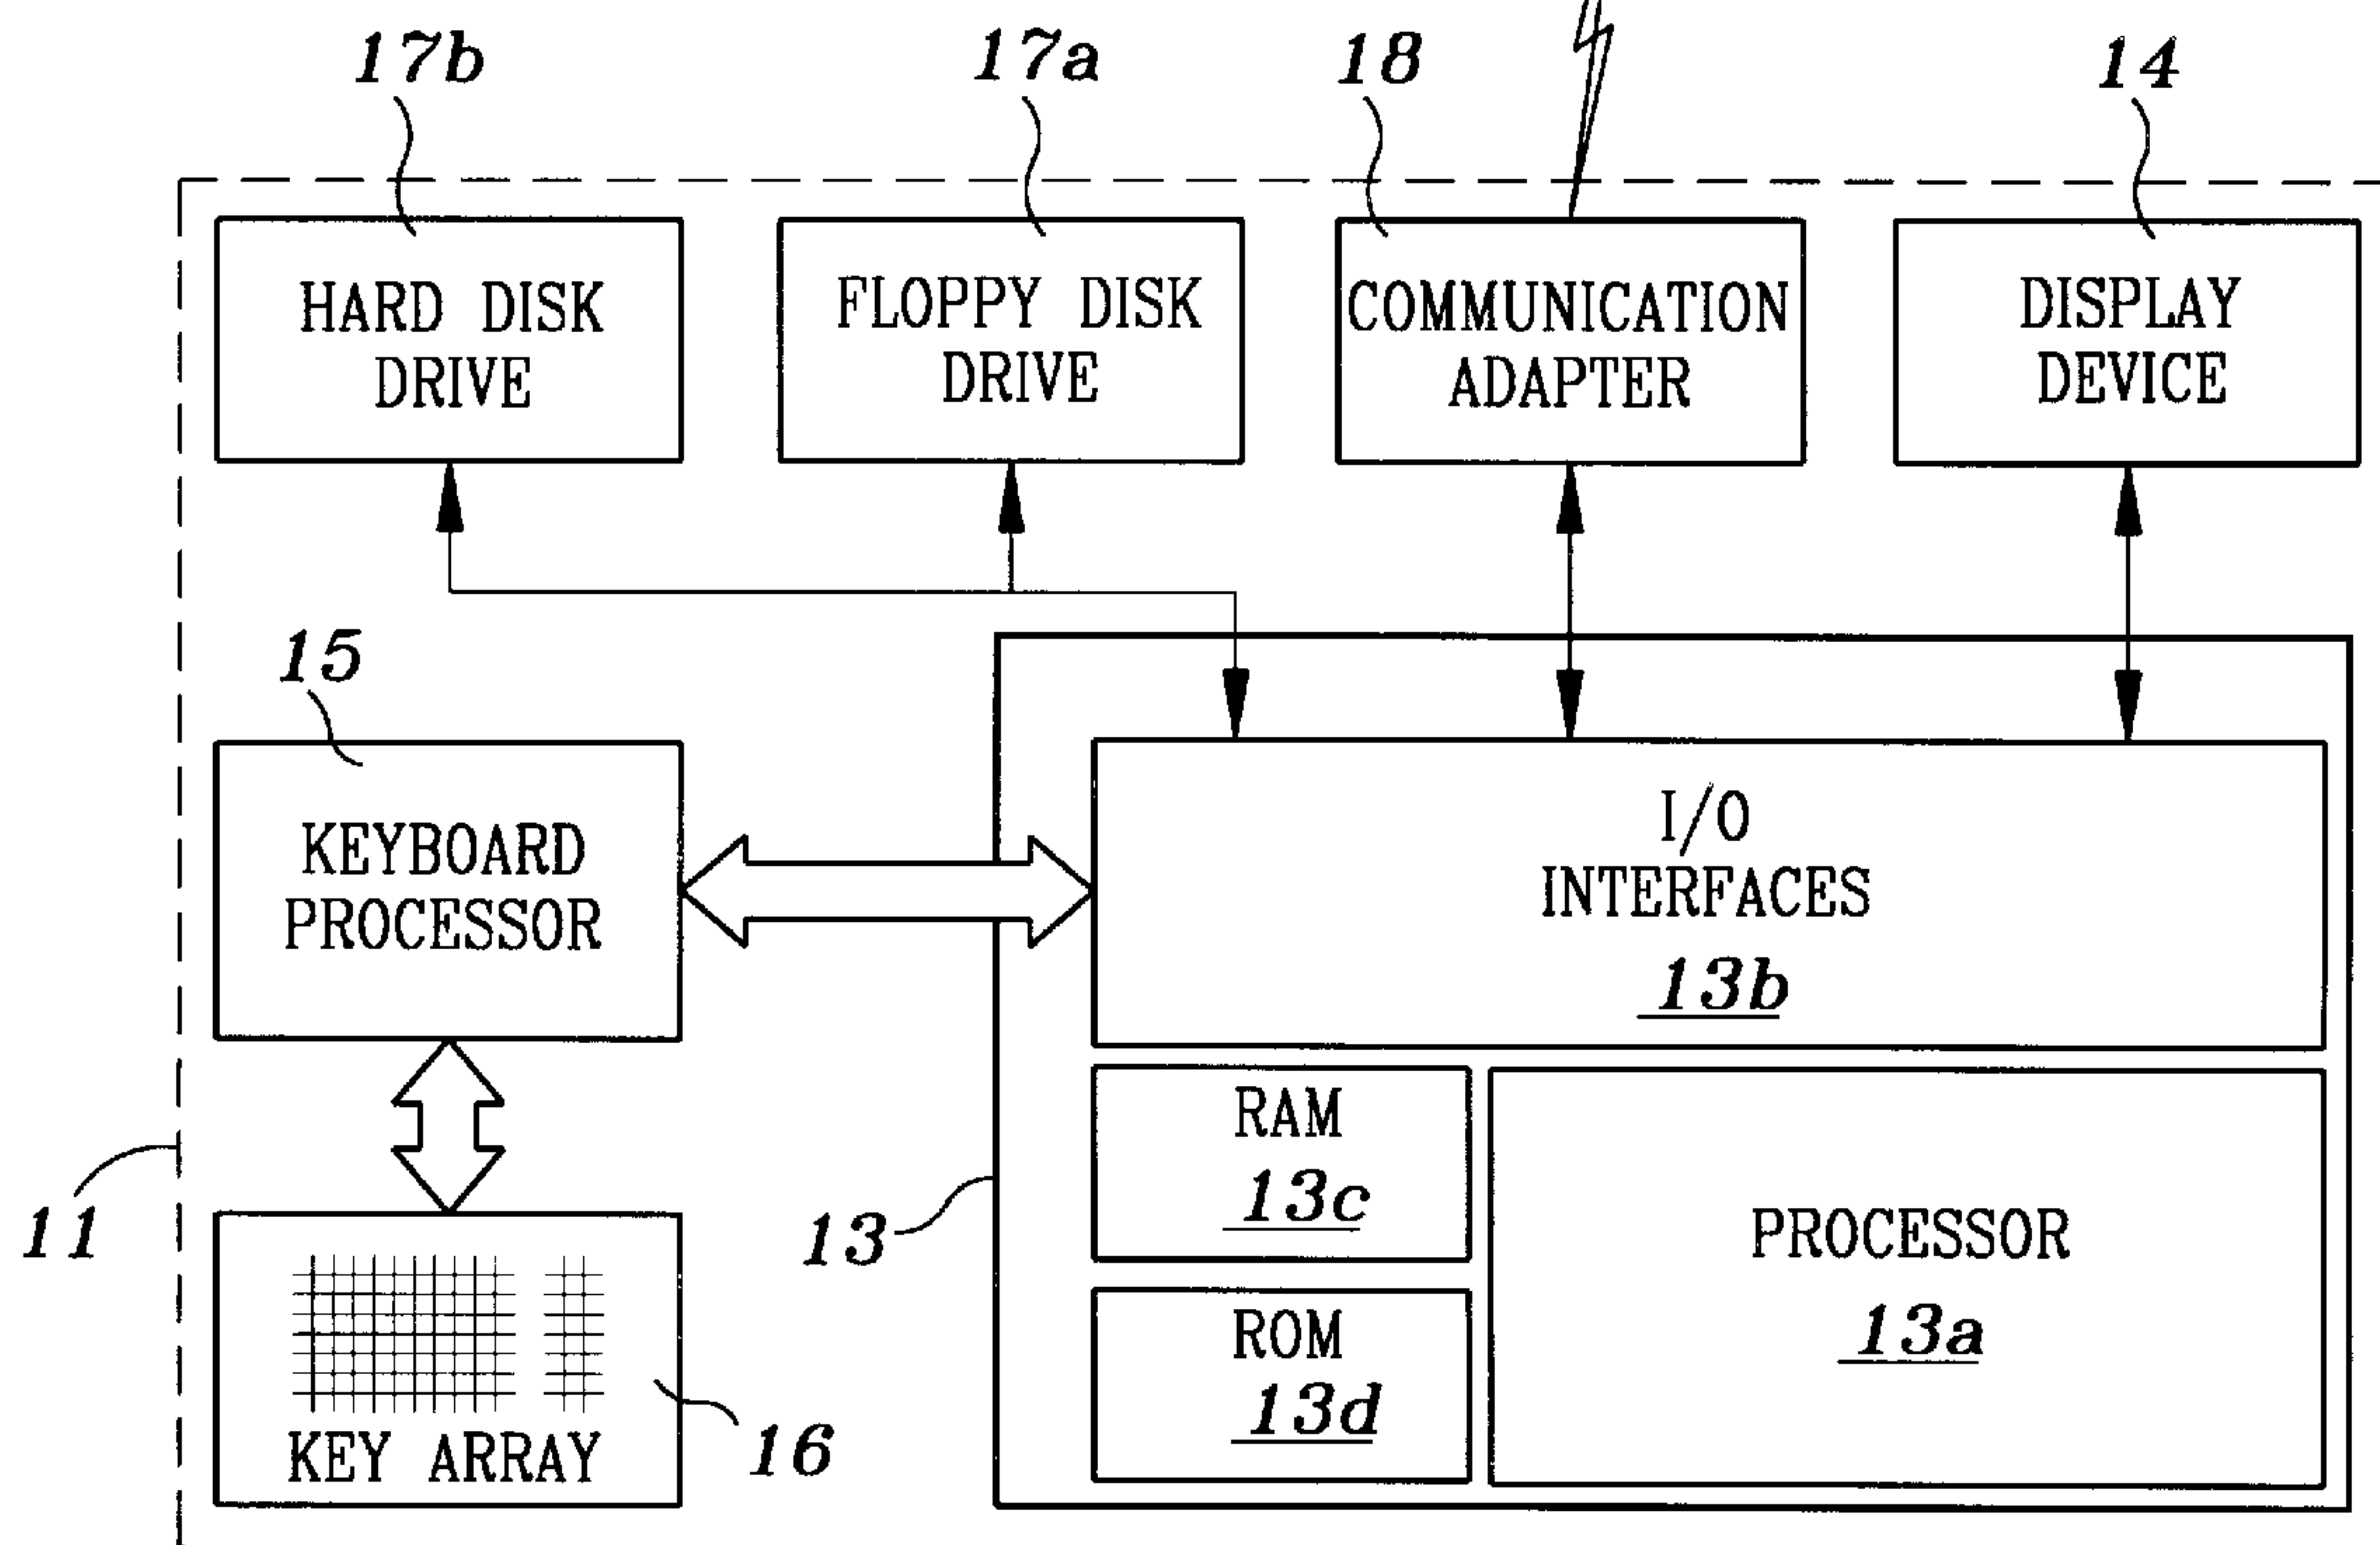 17b
17a
18
14
HARD DISK
DRIVE
FLOPPY DISK
DRIVE
COMMUNICATION
ADAPTER
DISPLAY
DEVICE
15
KEYBOARD
PROCESSOR
I/O
INTERFACES
13b
RAM
13c
11
13
PROCESSOR
13a
ROM
13d
KEY ARRAY
16